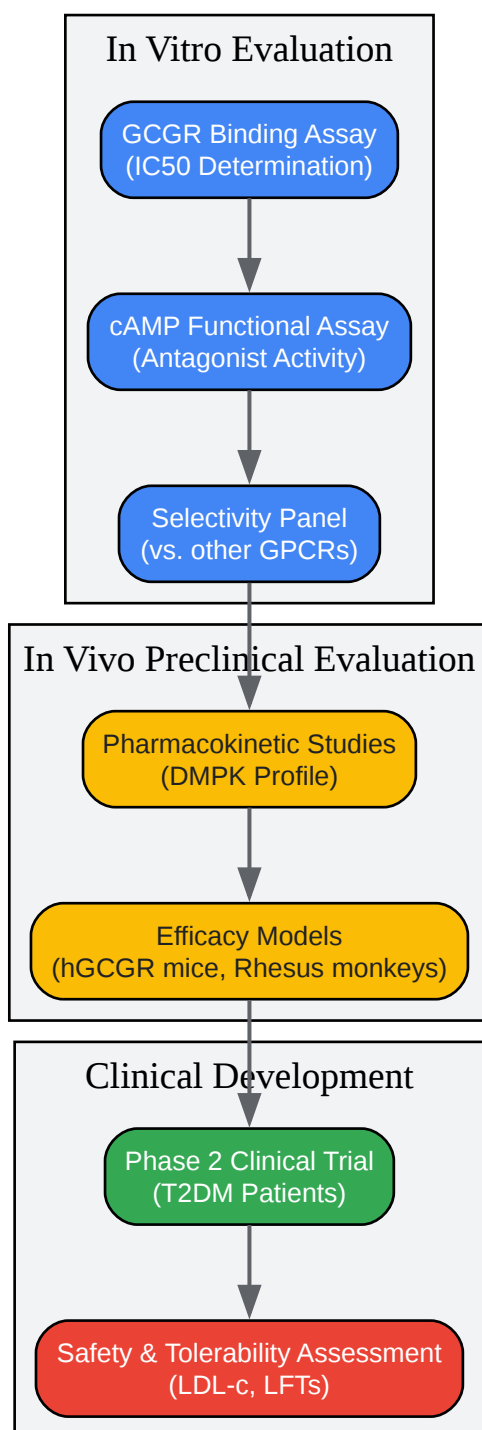 In Vitro Evaluation
GCGR Binding Assay
(IC50 Determination)
cAMP Functional Assay
(Antagonist Activity)
Selectivity Panel
(vs. other GPCRs)
In Vivo Preclinical Evaluation
Pharmacokinetic Studies
(DMPK Profile)
Efficacy Models
(hGCGR mice, Rhesus monkeys)
Clinical Development
Phase 2 Clinical Trial
(T2DM Patients)
Safety & Tolerability Assessment
(LDL-c, LFTs)